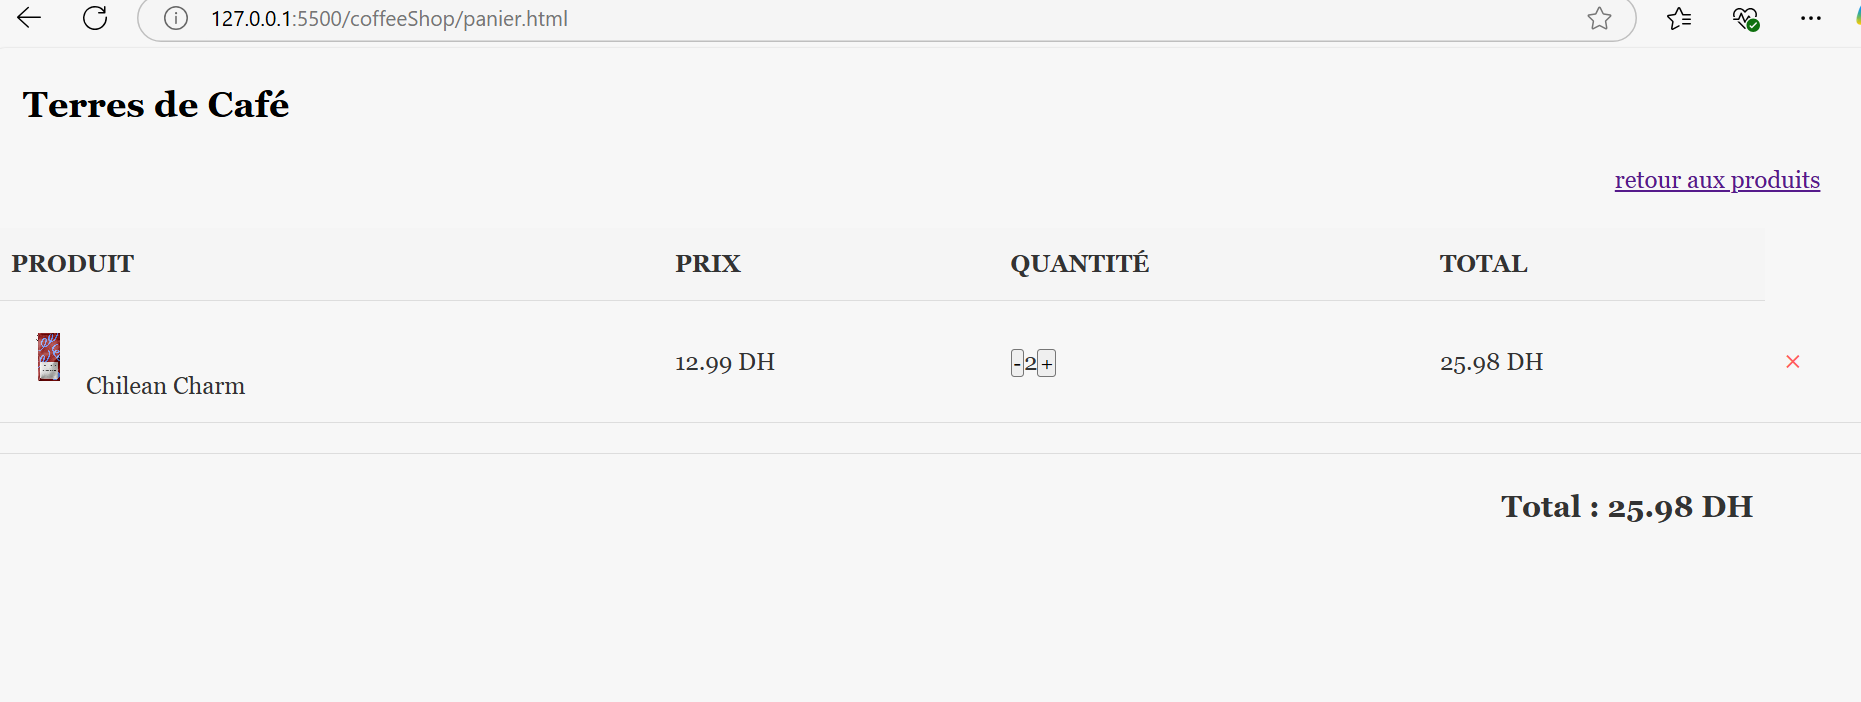 127.0.0.1:5500/coffeeShop/panier.html
Terres de Café
retour aux produits
PRODUIT PRIX QUANTITÉ TOTAL
Chilean Charm 12.99 DH - 2 + 25.98 DH ×
Total : 25.98 DH